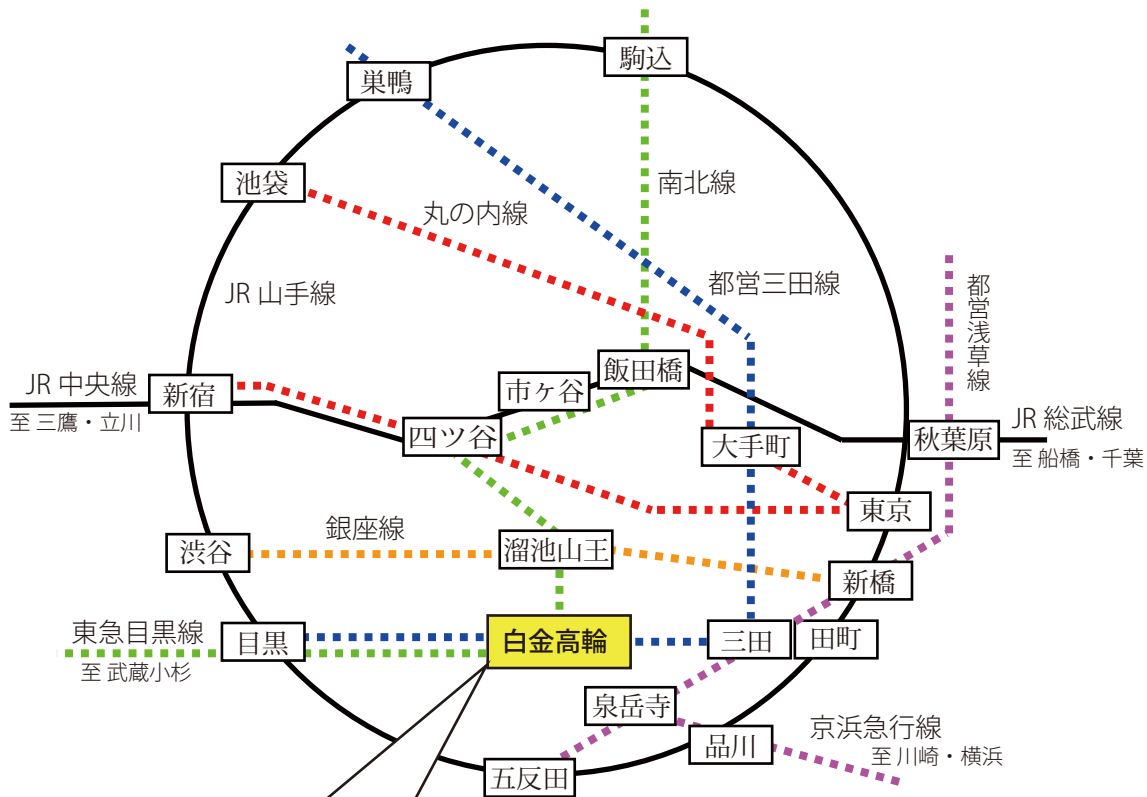 駒込
巣鴨
池袋
南北線
丸の内線
都営三田線
JR 山手線
都営浅草線
飯田橋
市ヶ谷
JR 中央線
至 三鷹・立川
新宿
四ツ谷
大手町
秋葉原
JR 総武線
至 船橋・千葉
東京
銀座線
渋谷
溜池山王
新橋
東急目黒線
至 武蔵小杉
目黒
白金高輪
三田
田町
泉岳寺
品川
京浜急行線
至 川崎・横浜
五反田